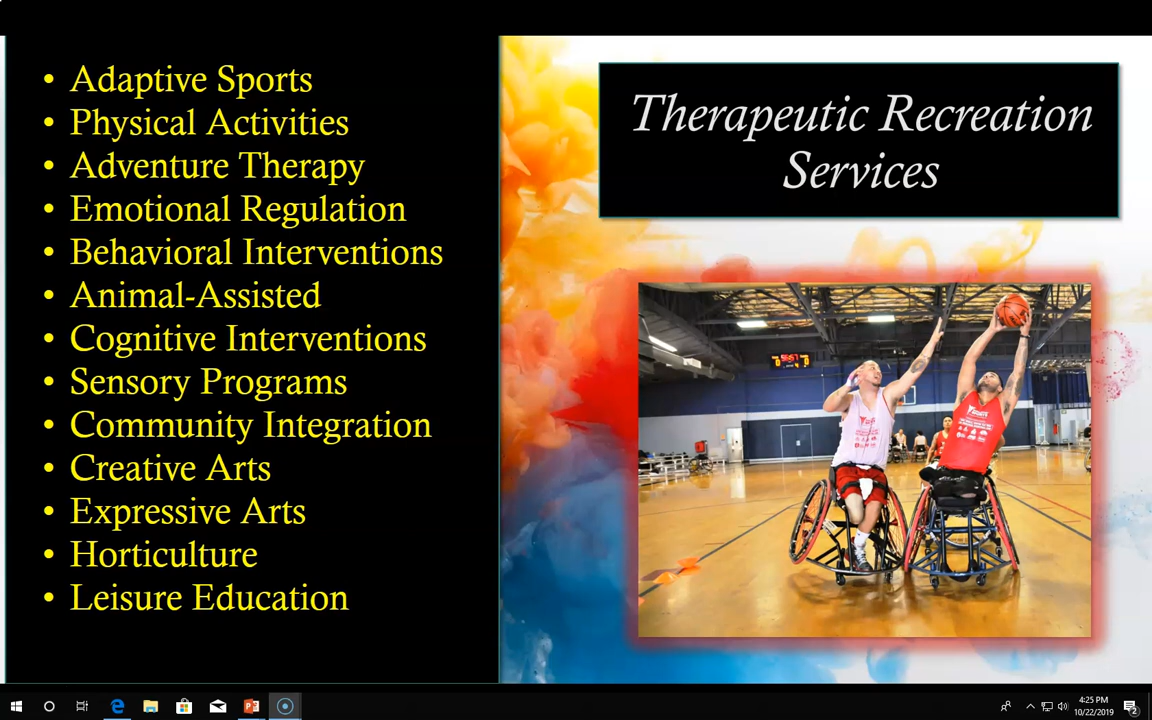 • Adaptive Sports
• Physical Activities
• Adventure Therapy
• Emotional Regulation
• Behavioral Interventions
• Animal-Assisted
• Cognitive Interventions
• Sensory Programs
• Community Integration
• Creative Arts
• Expressive Arts
• Horticulture
• Leisure Education
Therapeutic Recreation
Services
4:25 PM
10/22/2019
2